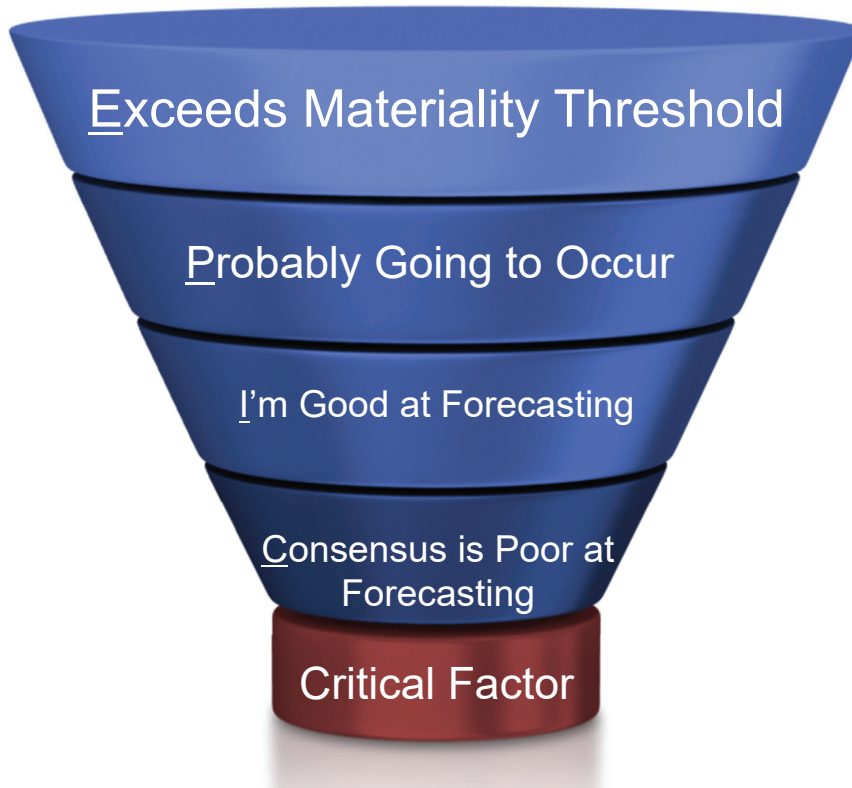 Exceeds Materiality Threshold
Probably Going to Occur
I’m Good at Forecasting
Consensus is Poor at
Forecasting
Critical Factor